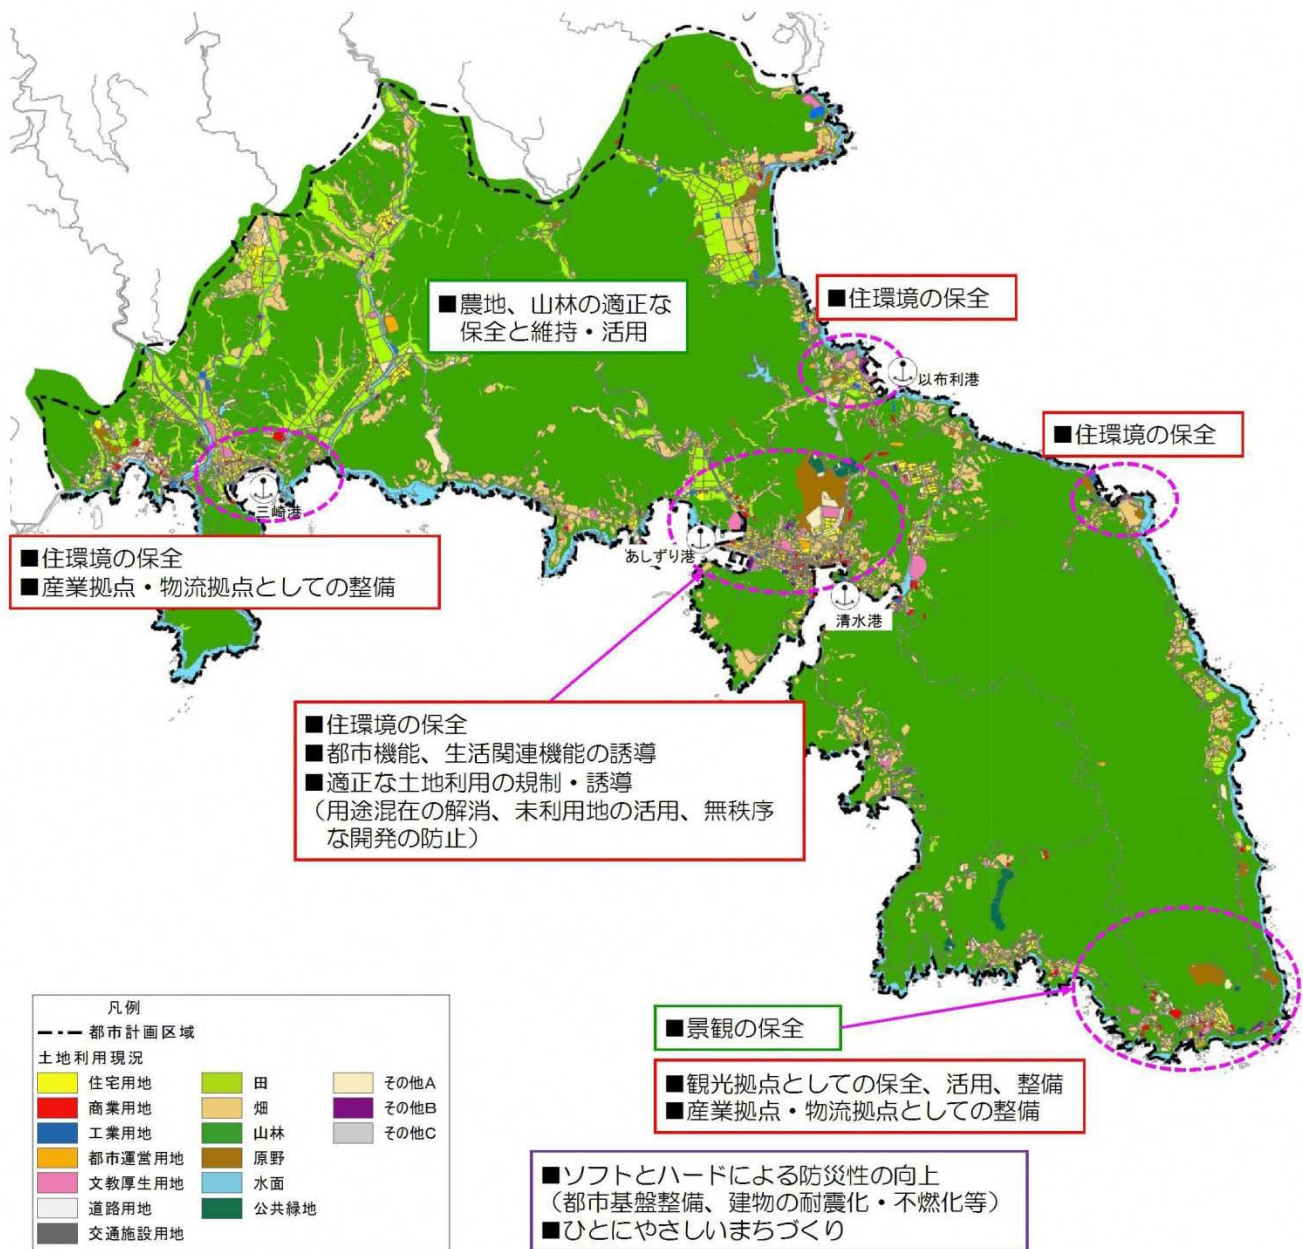 ■農地、山林の適正な
保全と維持・活用
■住環境の保全
以布利港
■住環境の保全
三崎港
■住環境の保全
■産業拠点・物流拠点としての整備
あしずり港
清水港
■住環境の保全
■都市機能、生活関連機能の誘導
■適正な土地利用の規制・誘導
（用途混在の解消、未利用地の活用、無秩序
な開発の防止）
■景観の保全
■観光拠点としての保全、活用、整備
■産業拠点・物流拠点としての整備
■ソフトとハードによる防災性の向上
（都市基盤整備、建物の耐震化・不燃化等）
■ひとにやさしいまちづくり
凡例
都市計画区域
土地利用現況
住宅用地
商業用地
工業用地
都市運営用地
文教厚生用地
道路用地
交通施設用地
田
畑
山林
原野
水面
公共緑地
その他A
その他B
その他C